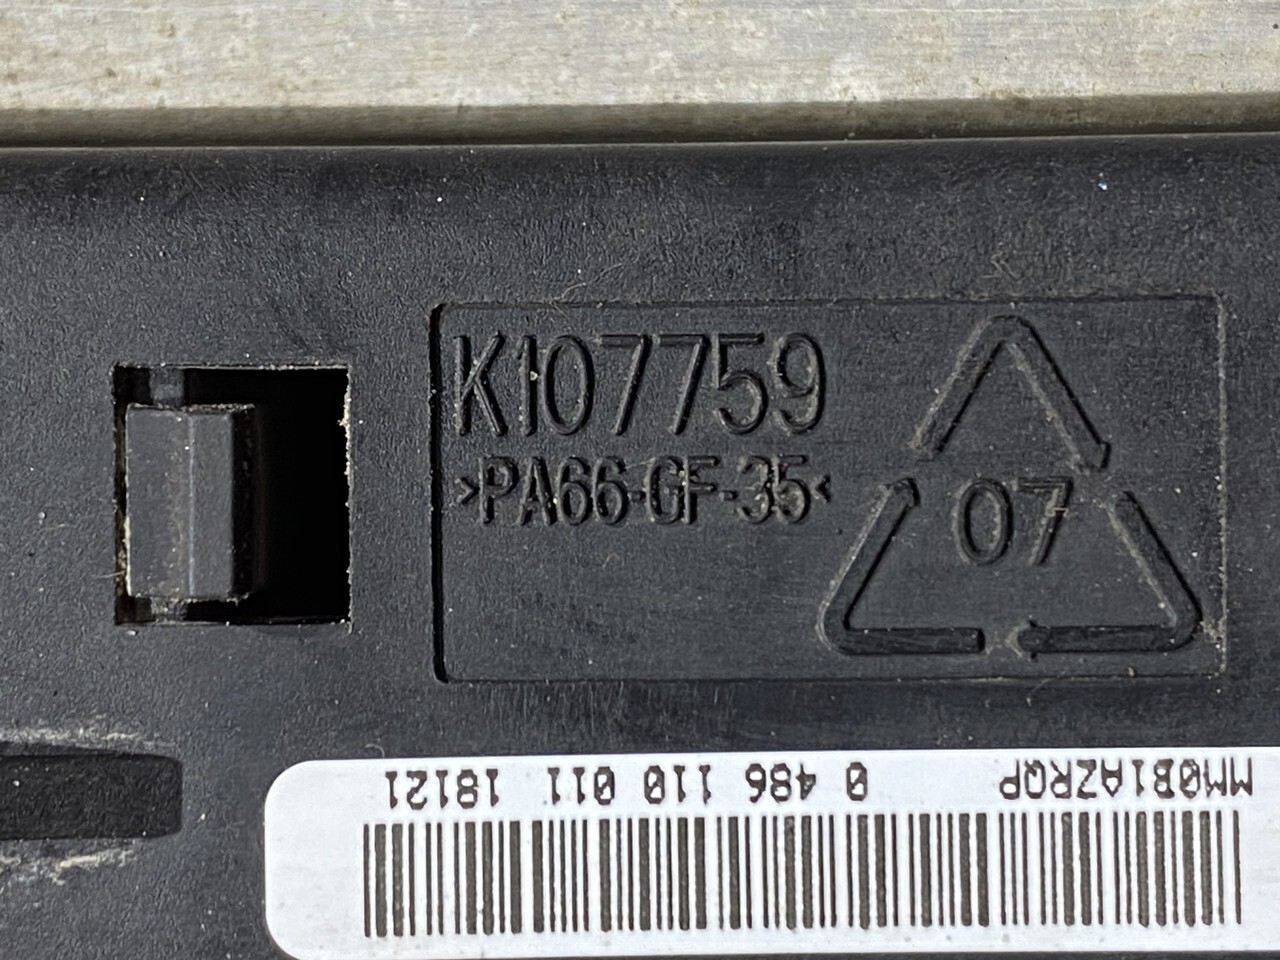 K107759
>PA66-GF-35<
07
MM0B1AZRQP 0 486 110 011 18121